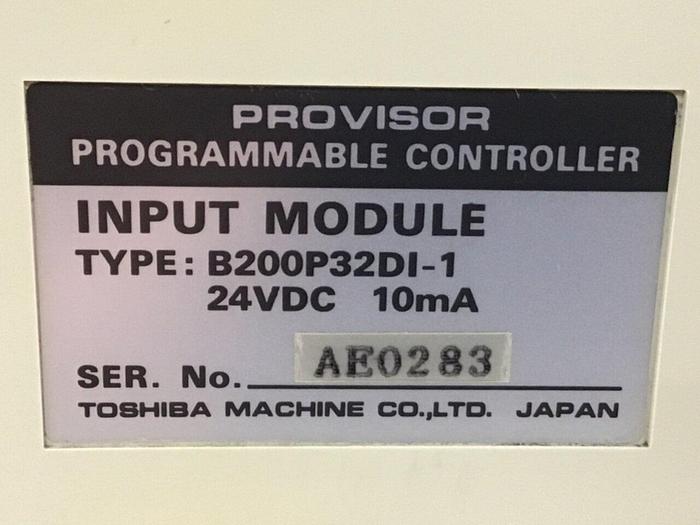 PROVISOR
PROGRAMMABLE CONTROLLER
INPUT MODULE
TYPE: B200P32DI-1
24VDC 10mA
SER. No. AE0283
TOSHIBA MACHINE CO.,LTD. JAPAN